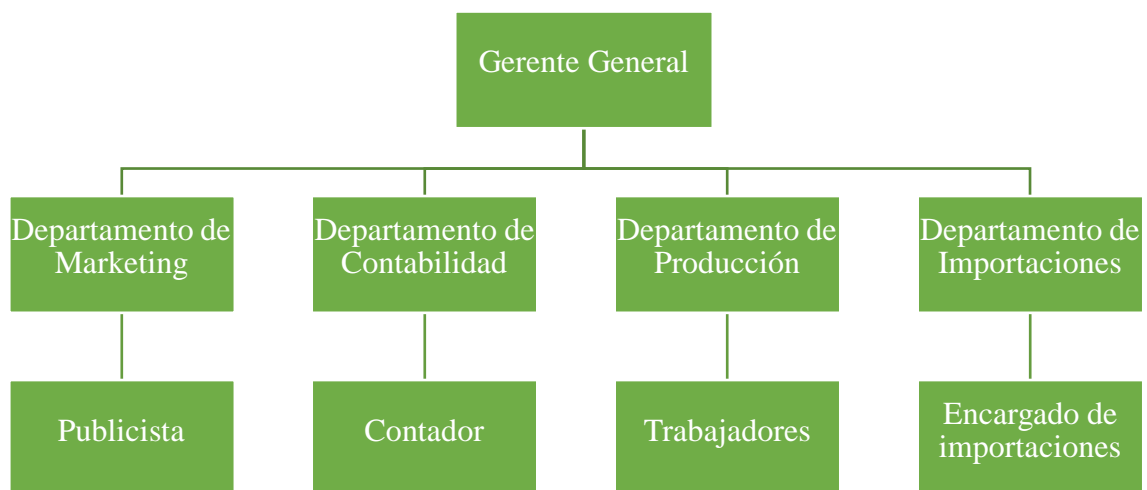 Gerente General
Departamento de
Marketing
Departamento de
Contabilidad
Departamento de
Producción
Departamento de
Importaciones
Publicista
Contador
Trabajadores
Encargado de
importaciones